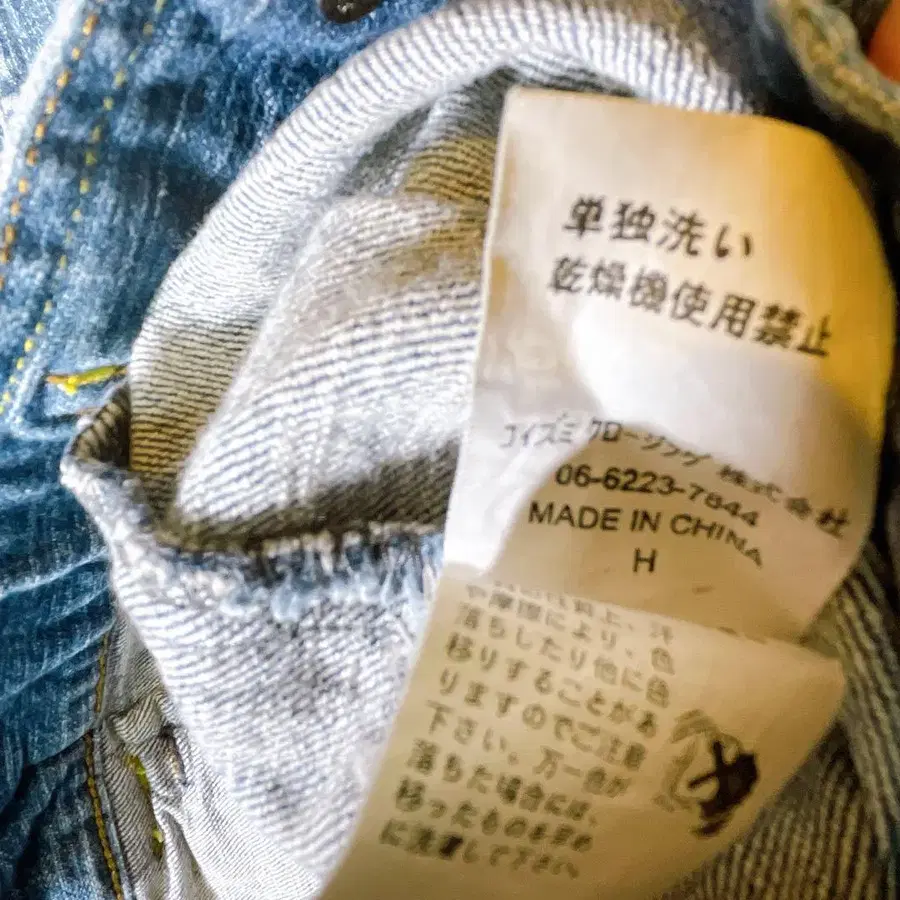 単独洗い
乾燥機使用禁止
コイズミクロージング 株式会社
06-6223-7844
MADE IN CHINA
H
や摩擦により、色
落ちしたり他に色
移りすることがあ
りますのでご注意
下さい、万一色が
落ちた場合には、
移ったものを早め
に洗濯して下さい